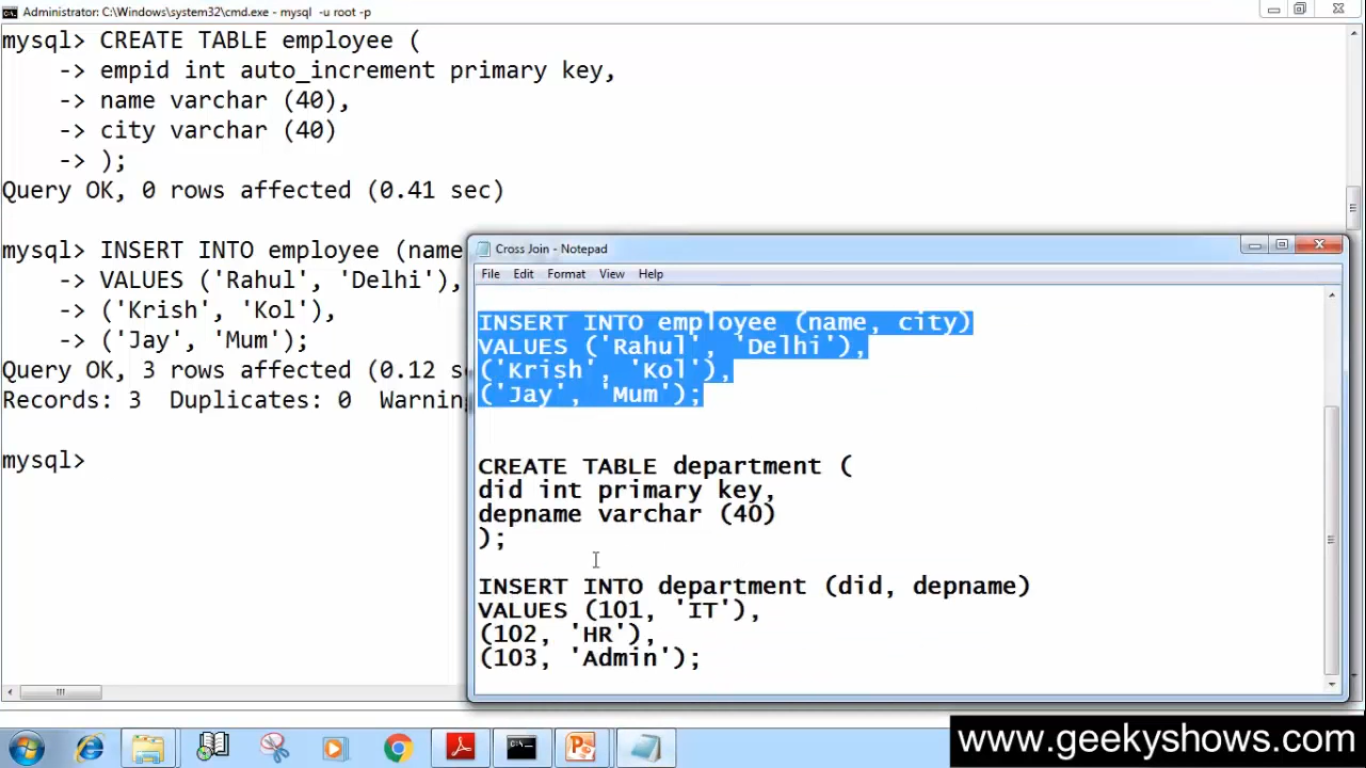 Administrator: C:\Windows\system32\cmd.exe - mysql -u root -p
mysql> CREATE TABLE employee (
-> empid int auto_increment primary key,
-> name varchar (40),
-> city varchar (40)
-> );
Query OK, 0 rows affected (0.41 sec)
mysql> INSERT INTO employee (name
-> VALUES ('Rahul', 'Delhi'),
-> ('Krish', 'Kol'),
-> ('Jay', 'Mum');
Query OK, 3 rows affected (0.12 s
Records: 3 Duplicates: 0 Warnin
mysql>
Cross Join - Notepad
File Edit Format View Help
INSERT INTO employee (name, city)
VALUES ('Rahul', 'Delhi'),
('Krish', 'Kol'),
('Jay', 'Mum');
CREATE TABLE department (
did int primary key,
depname varchar (40)
);
INSERT INTO department (did, depname)
VALUES (101, 'IT'),
(102, 'HR'),
(103, 'Admin');
www.geekyshows.com